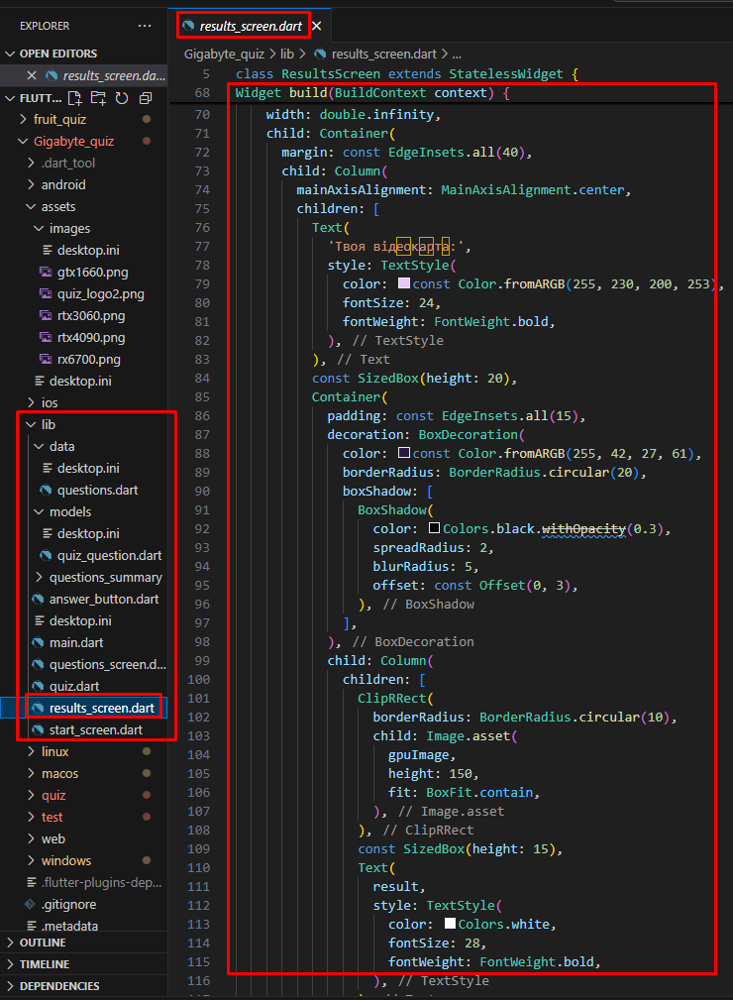 EXPLORER ···
OPEN EDITORS
results_screen.da...
FLUTT...
fruit_quiz
Gigabyte_quiz
.dart_tool
android
assets
images
desktop.ini
gtx1660.png
quiz_logo2.png
rtx3060.png
rtx4090.png
rx6700.png
desktop.ini
ios
lib
data
desktop.ini
questions.dart
models
desktop.ini
quiz_question.dart
questions_summary
answer_button.dart
desktop.ini
main.dart
questions_screen.d...
quiz.dart
results_screen.dart
start_screen.dart
linux
macos
quiz
test
web
windows
.flutter-plugins-dep...
.gitignore
.metadata
OUTLINE
TIMELINE
DEPENDENCIES
results_screen.dart
Gigabyte_quiz > lib > results_screen.dart > ...
5 class ResultsScreen extends StatelessWidget {
68 Widget build(BuildContext context) {
70 width: double.infinity,
71 child: Container(
72 margin: const EdgeInsets.all(40),
73 child: Column(
74 mainAxisAlignment: MainAxisAlignment.center,
75 children: [
76 Text(
77 'Твоя відеокарта:',
78 style: TextStyle(
79 color: const Color.fromARGB(255, 230, 200, 253),
80 fontSize: 24,
81 fontWeight: FontWeight.bold,
82 ), // TextStyle
83 ), // Text
84 const SizedBox(height: 20),
85 Container(
86 padding: const EdgeInsets.all(15),
87 decoration: BoxDecoration(
88 color: const Color.fromARGB(255, 42, 27, 61),
89 borderRadius: BorderRadius.circular(20),
90 boxShadow: [
91 BoxShadow(
92 color: Colors.black.withOpacity(0.3),
93 spreadRadius: 2,
94 blurRadius: 5,
95 offset: const Offset(0, 3),
96 ), // BoxShadow
97 ],
98 ), // BoxDecoration
99 child: Column(
100 children: [
101 ClipRRect(
102 borderRadius: BorderRadius.circular(10),
103 child: Image.asset(
104 gpuImage,
105 height: 150,
106 fit: BoxFit.contain,
107 ), // Image.asset
108 ), // ClipRRect
109 const SizedBox(height: 15),
110 Text(
111 result,
112 style: TextStyle(
113 color: Colors.white,
114 fontSize: 28,
115 fontWeight: FontWeight.bold,
116 ), // TextStyle